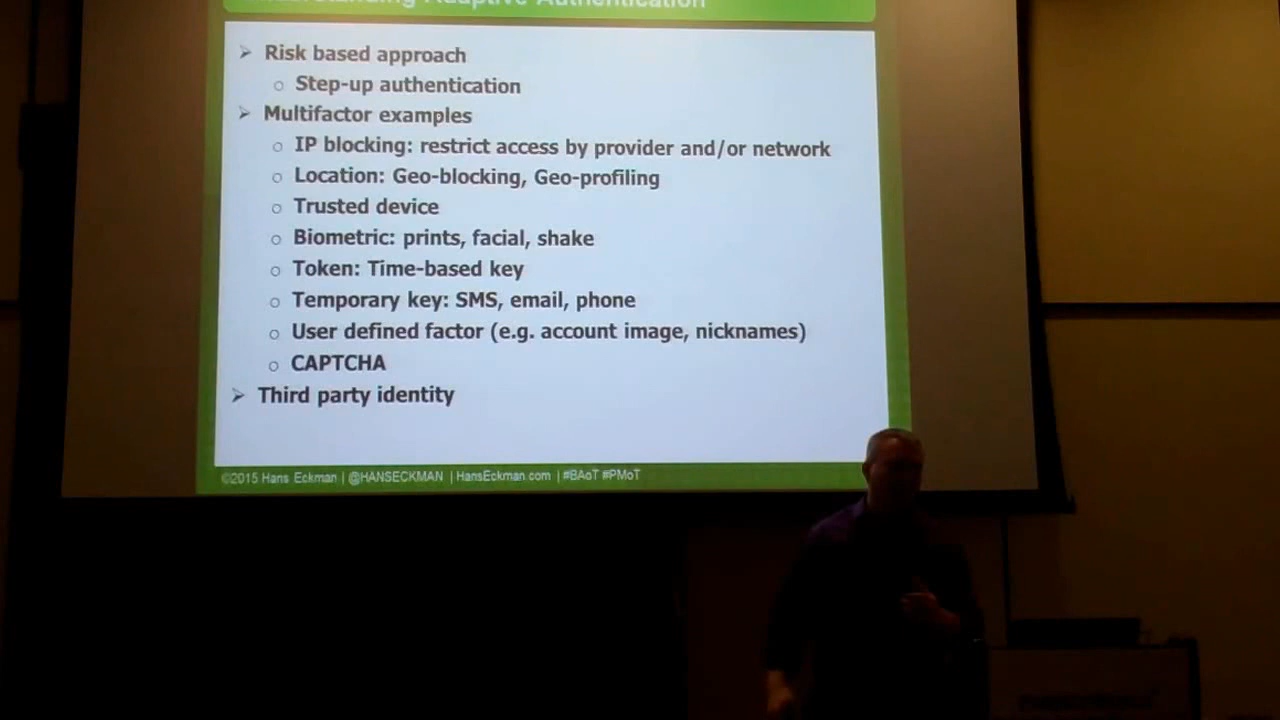 Adaptive Authentication
Risk based approach
Step-up authentication
Multifactor examples
IP blocking: restrict access by provider and/or network
Location: Geo-blocking, Geo-profiling
Trusted device
Biometric: prints, facial, shake
Token: Time-based key
Temporary key: SMS, email, phone
User defined factor (e.g. account image, nicknames)
CAPTCHA
Third party identity
©2015 Hans Eckman | @HANSECKMAN | HansEckman.com | #BAoT #PMoT